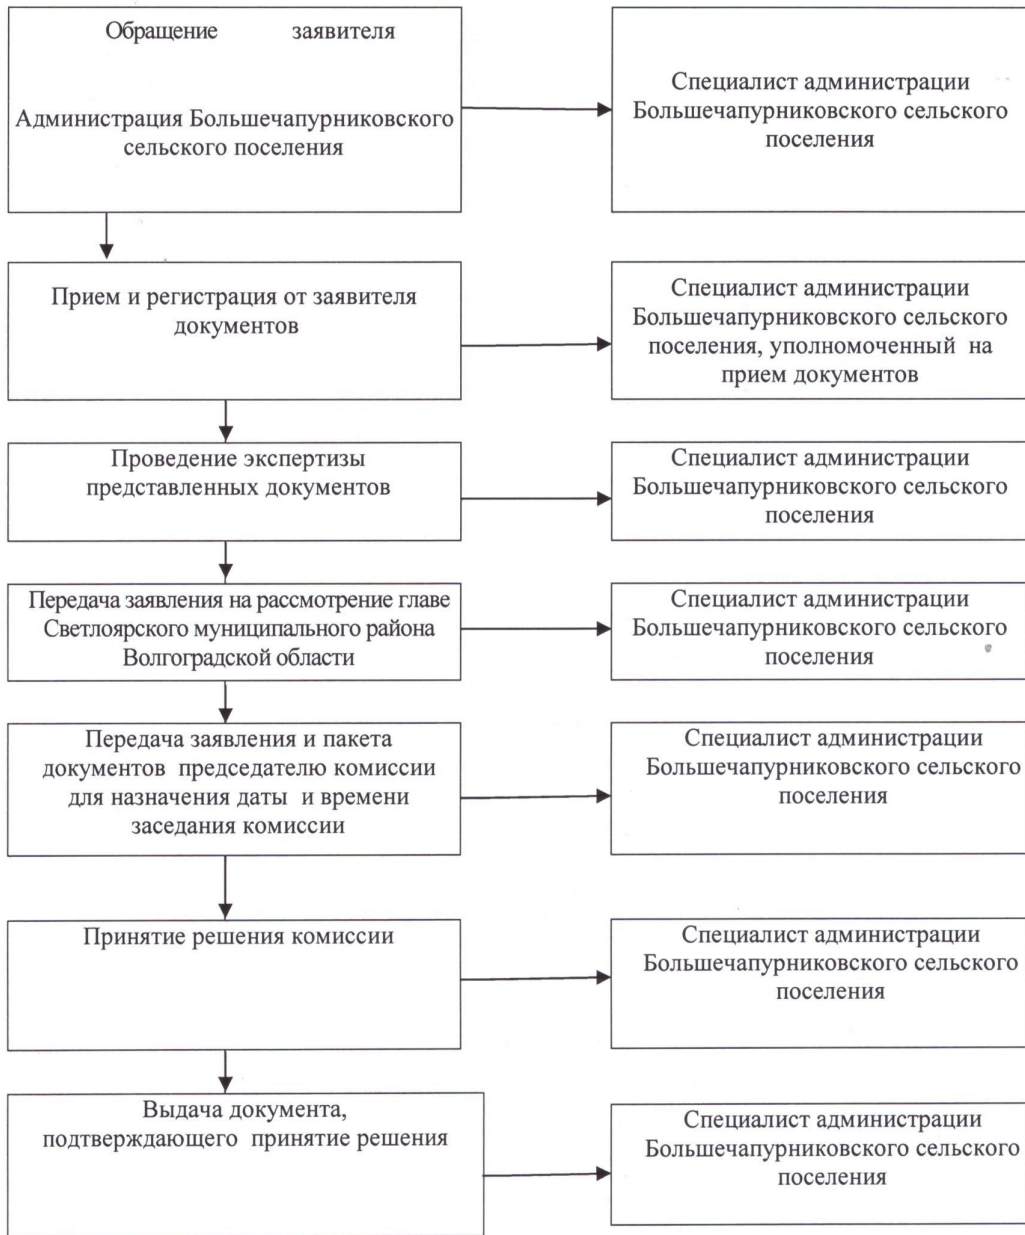 Обращение заявителя
Администрация Большечапурниковского
сельского поселения
Специалист администрации
Большечапурниковского сельского
поселения
Прием и регистрация от заявителя
документов
Специалист администрации
Большечапурниковского сельского
поселения, уполномоченный на
прием документов
Проведение экспертизы
представленных документов
Специалист администрации
Большечапурниковского сельского
поселения
Передача заявления на рассмотрение главе
Светлоярского муниципального района
Волгоградской области
Специалист администрации
Большечапурниковского сельского
поселения
Передача заявления и пакета
документов председателю комиссии
для назначения даты и времени
заседания комиссии
Специалист администрации
Большечапурниковского сельского
поселения
Принятие решения комиссии
Специалист администрации
Большечапурниковского сельского
поселения
Выдача документа,
подтверждающего принятие решения
Специалист администрации
Большечапурниковского сельского
поселения